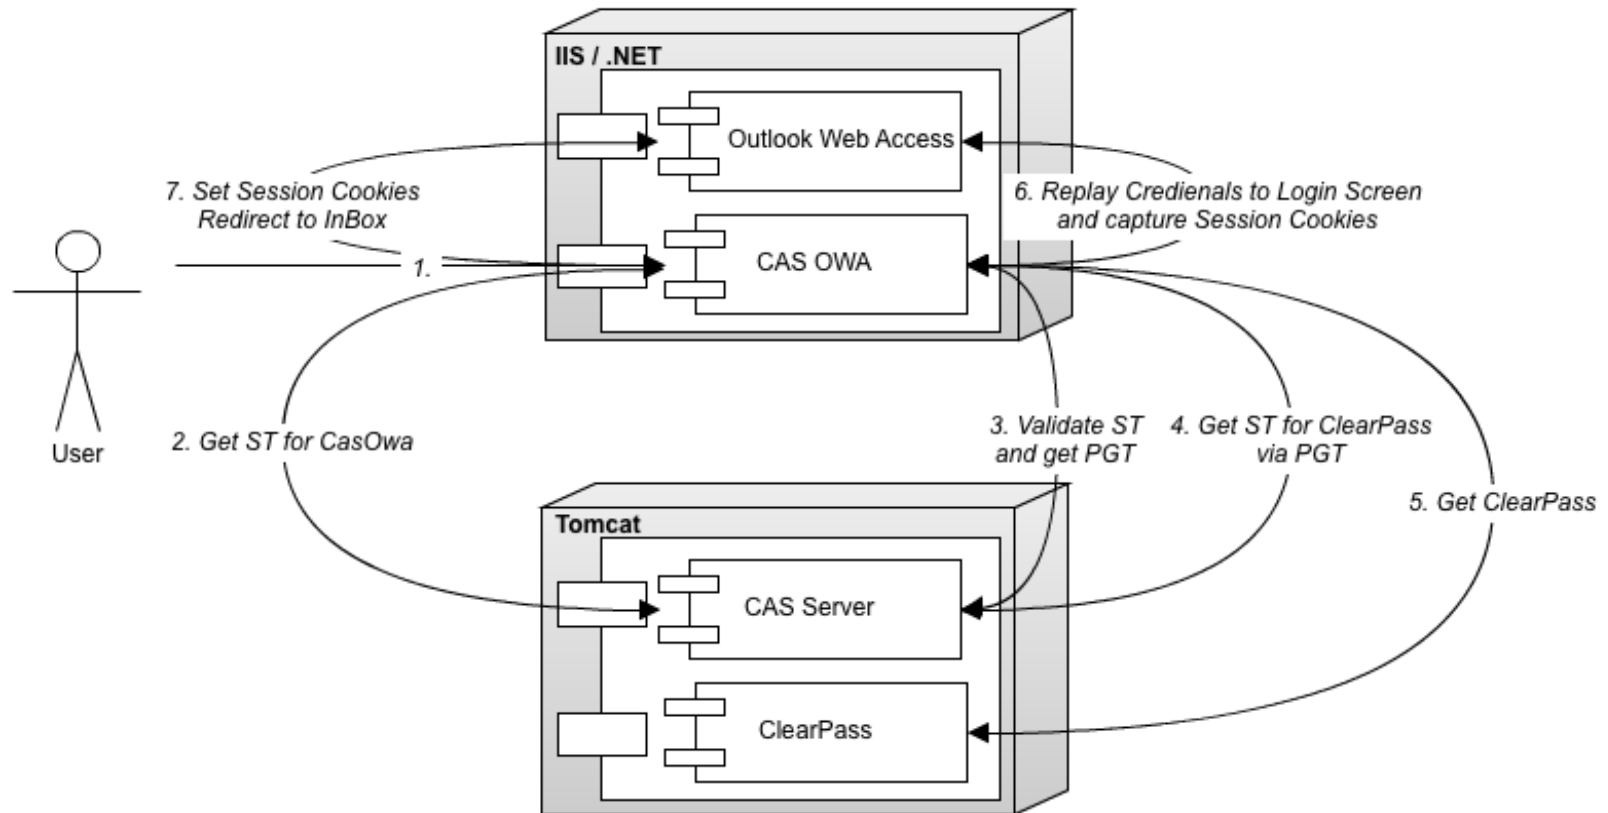 IIS / .NET
Outlook Web Access
7. Set Session Cookies
Redirect to InBox
6. Replay Credienals to Login Screen
and capture Session Cookies
1.
CAS OWA
User
2. Get ST for CasOwa
3. Validate ST
and get PGT
4. Get ST for ClearPass
via PGT
5. Get ClearPass
Tomcat
CAS Server
ClearPass